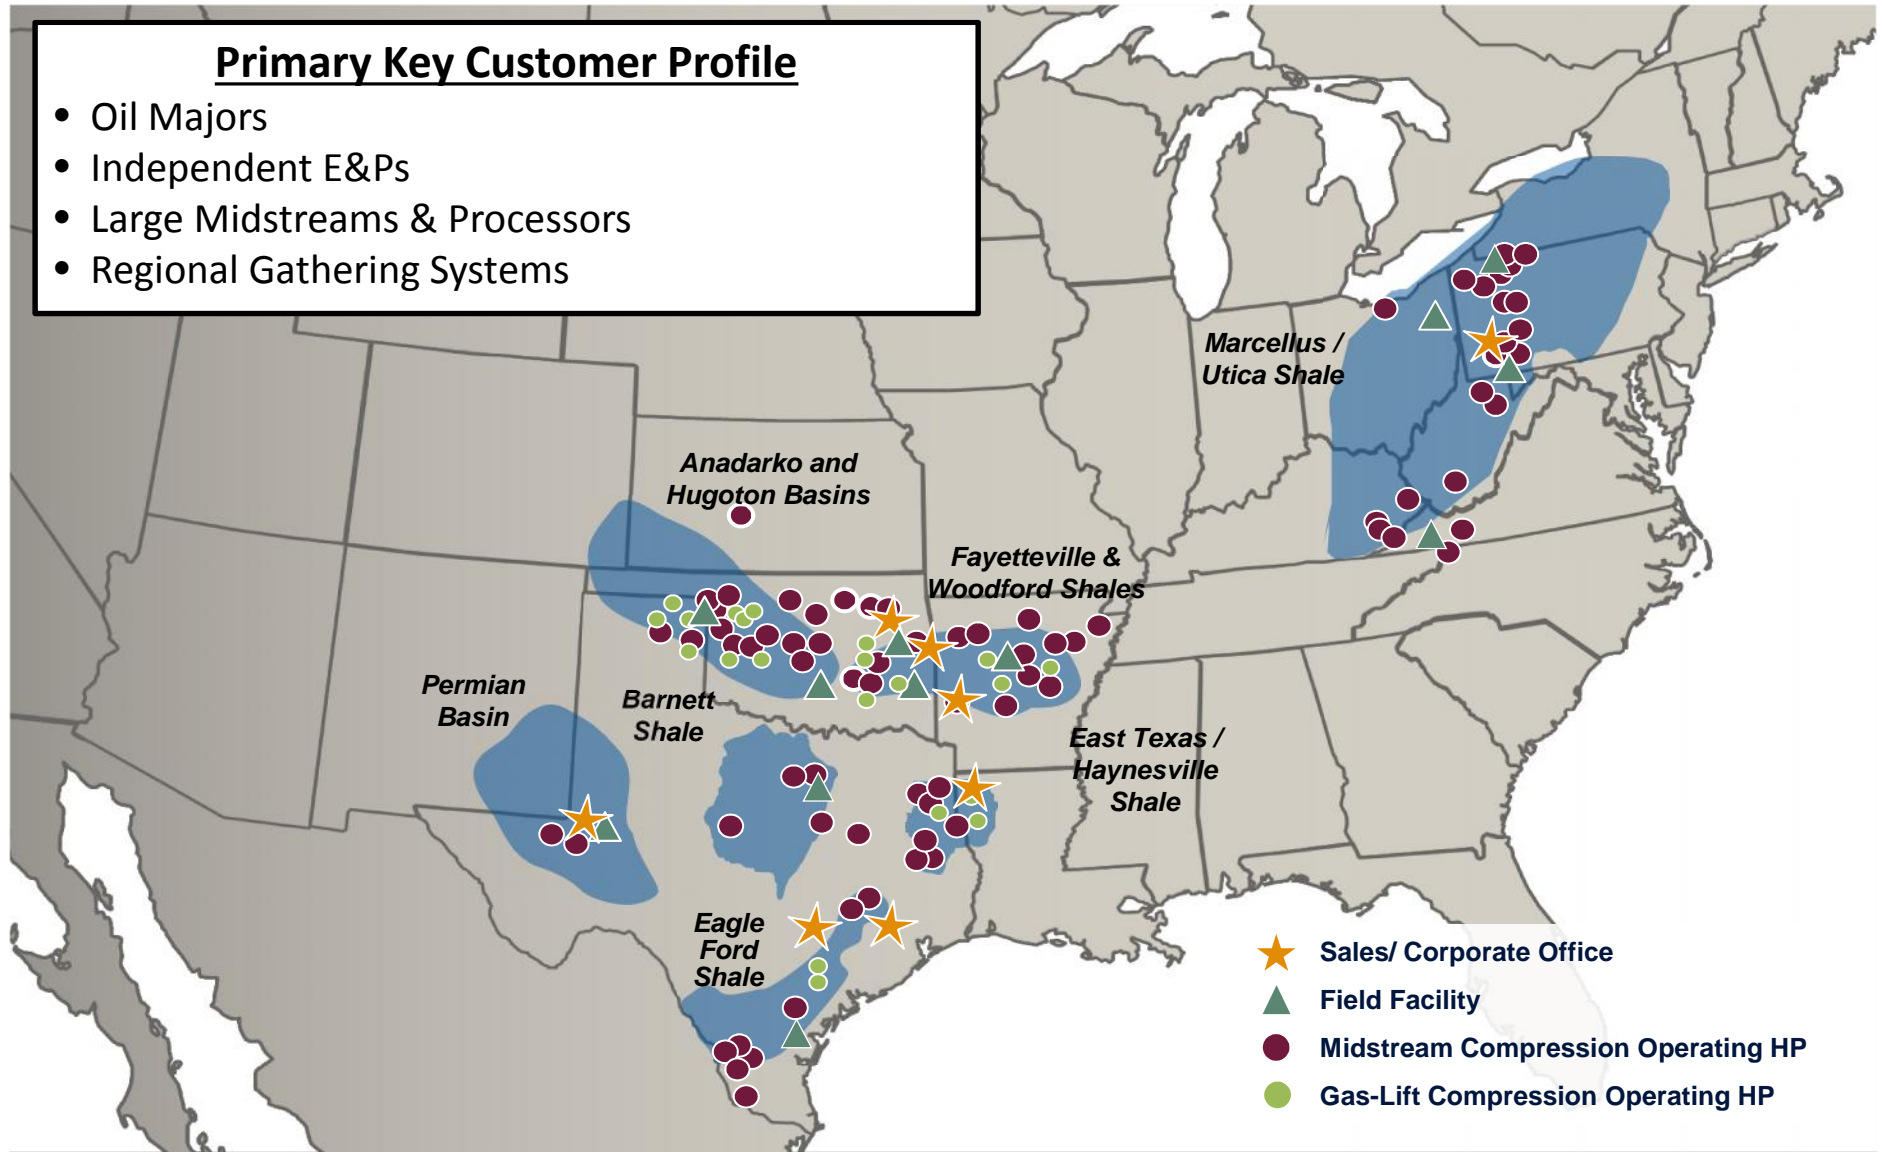 Primary Key Customer Profile
• Oil Majors
• Independent E&Ps
• Large Midstreams & Processors
• Regional Gathering Systems
Marcellus /
Utica Shale
Anadarko and
Hugoton Basins
Fayetteville &
Woodford Shales
Permian
Basin
Barnett
Shale
East Texas /
Haynesville
Shale
Eagle
Ford
Shale
Sales/ Corporate Office
Field Facility
Midstream Compression Operating HP
Gas-Lift Compression Operating HP